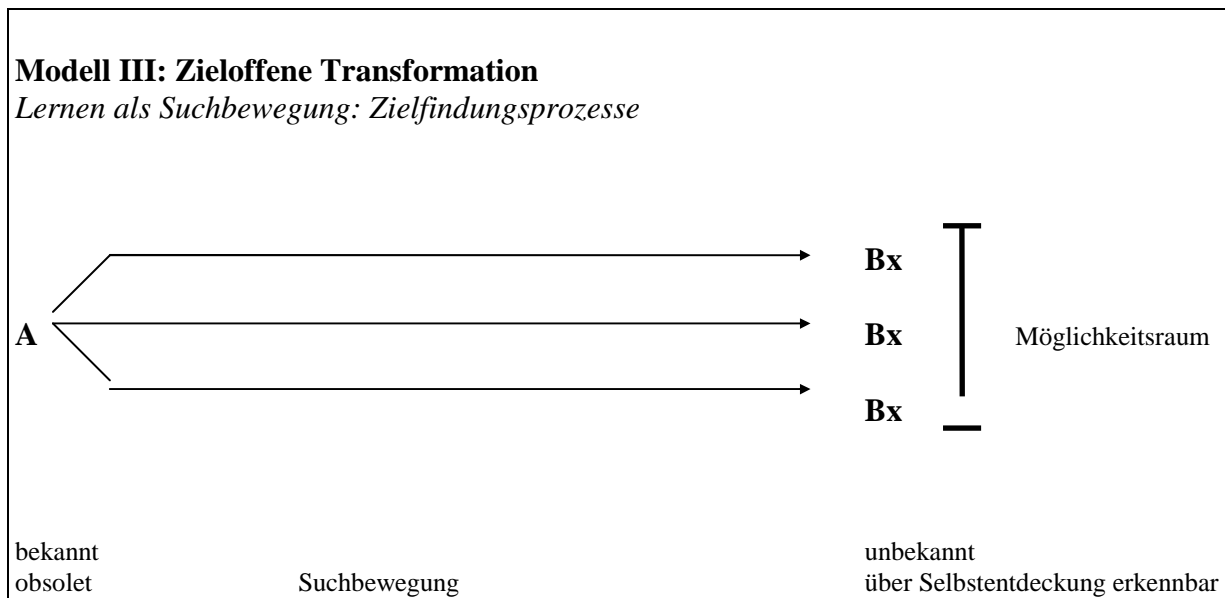 Modell III: Zieloffene Transformation
Lernen als Suchbewegung: Zielfindungsprozesse
Bx
A
Bx
Möglichkeitsraum
Bx
bekannt
unbekannt
obsolet
Suchbewegung
über Selbstentdeckung erkennbar